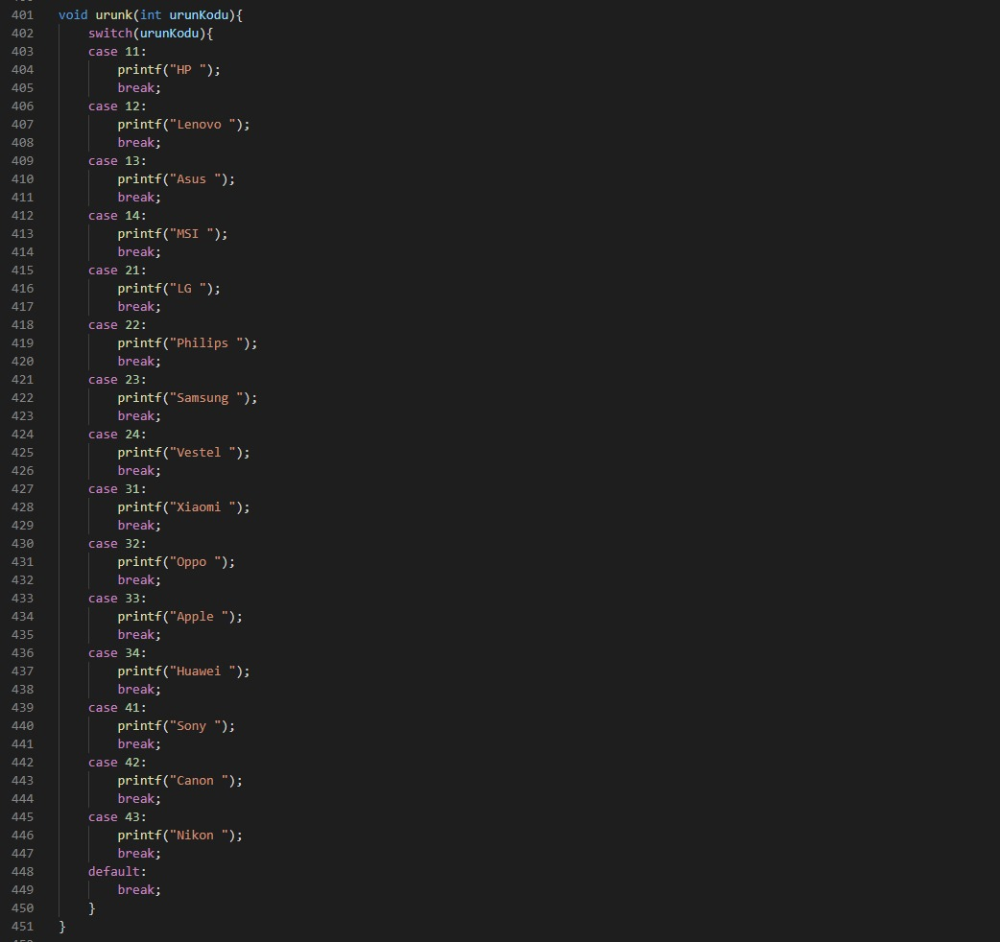 401 void urunk(int urunKodu){
402     switch(urunKodu){
403     case 11:
404         printf("HP ");
405         break;
406     case 12:
407         printf("Lenovo ");
408         break;
409     case 13:
410         printf("Asus ");
411         break;
412     case 14:
413         printf("MSI ");
414         break;
415     case 21:
416         printf("LG ");
417         break;
418     case 22:
419         printf("Philips ");
420         break;
421     case 23:
422         printf("Samsung ");
423         break;
424     case 24:
425         printf("Vestel ");
426         break;
427     case 31:
428         printf("Xiaomi ");
429         break;
430     case 32:
431         printf("Oppo ");
432         break;
433     case 33:
434         printf("Apple ");
435         break;
436     case 34:
437         printf("Huawei ");
438         break;
439     case 41:
440         printf("Sony ");
441         break;
442     case 42:
443         printf("Canon ");
444         break;
445     case 43:
446         printf("Nikon ");
447         break;
448     default:
449         break;
450     }
451 }